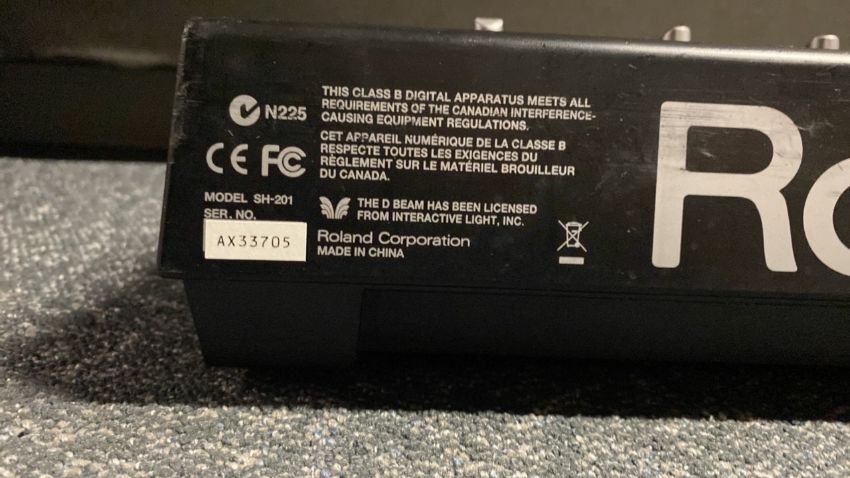 N225
THIS CLASS B DIGITAL APPARATUS MEETS ALL
REQUIREMENTS OF THE CANADIAN INTERFERENCE-
CAUSING EQUIPMENT REGULATIONS.
CET APPAREIL NUMÉRIQUE DE LA CLASSE B
RESPECTE TOUTES LES EXIGENCES DU
RÈGLEMENT SUR LE MATÉRIEL BROUILLEUR
DU CANADA.
CE FC
MODEL SH-201
SER. NO.
AX33705
THE D BEAM HAS BEEN LICENSED
FROM INTERACTIVE LIGHT, INC.
Roland Corporation
MADE IN CHINA
Ro